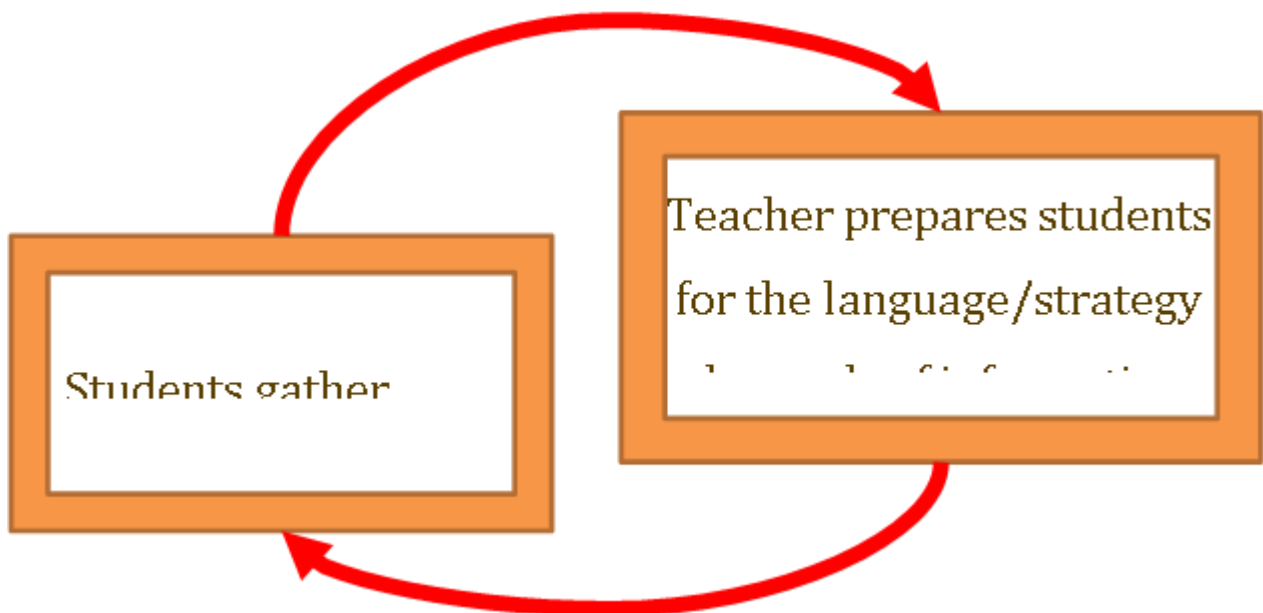 Students gather
Teacher prepares students
for the language/strategy